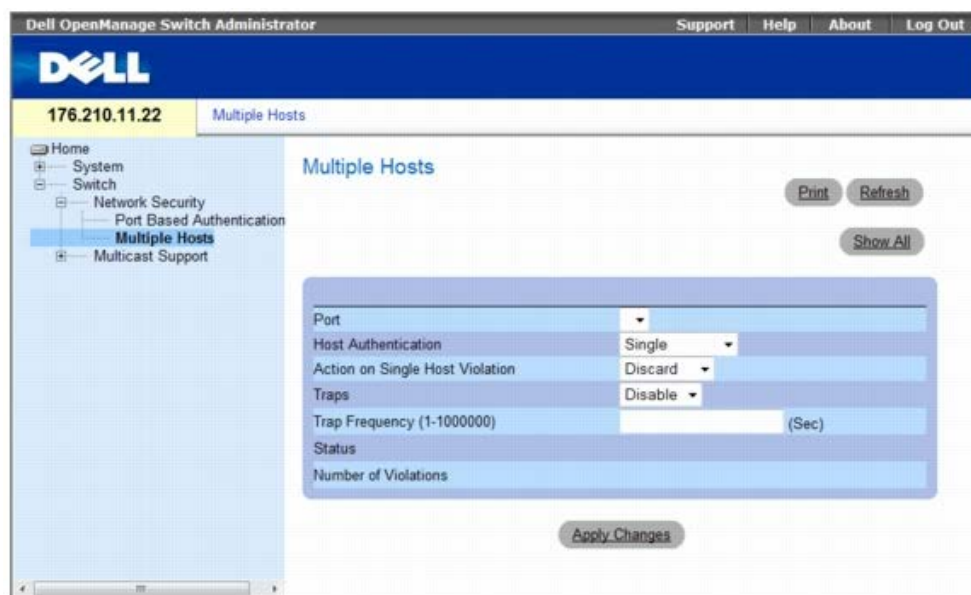 Dell OpenManage Switch Administrator Support Help About Log Out
DELL
176.210.11.22 Multiple Hosts
Home
System
Switch
Network Security
Port Based Authentication
Multiple Hosts
Multicast Support
Multiple Hosts
Print Refresh
Show All
Port
Host Authentication Single
Action on Single Host Violation Discard
Traps Disable
Trap Frequency (1-1000000) (Sec)
Status
Number of Violations
Apply Changes